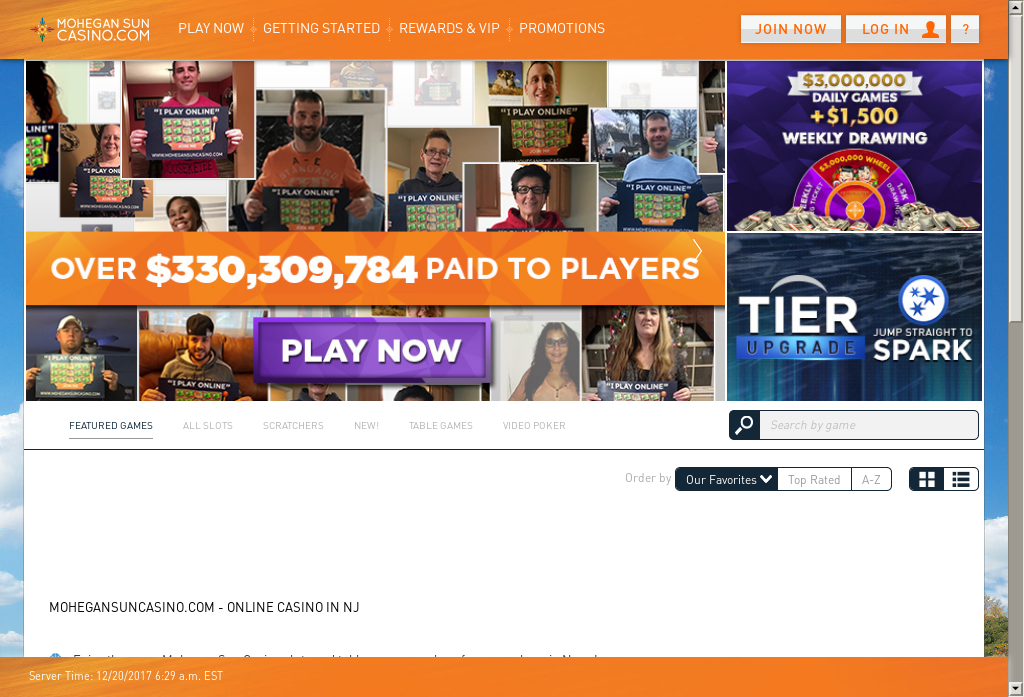 MOHEGAN SUN
CASINO.COM
PLAY NOW
GETTING STARTED
REWARDS & VIP
PROMOTIONS
JOIN NOW
LOG IN
?
"I PLAY ONLINE"
JOIN ME
WWW.MOHEGANSUNCASINO.COM
"I PLAY ONLINE"
"I PLAY ONLINE"
"I PLAY ONLINE"
"I PLAY ONLINE"
$3,000,000
DAILY GAMES
+$1,500
WEEKLY DRAWING
$3,000,000 WHEEL
OVER $330,309,784 PAID TO PLAYERS
PLAY NOW
"I PLAY ONLINE"
"I PLAY ONLINE"
"I PLAY ONLINE"
TIER
UPGRADE
JUMP STRAIGHT TO
SPARK
FEATURED GAMES
ALL SLOTS
SCRATCHERS
NEW!
TABLE GAMES
VIDEO POKER
Search by game
Order by
Our Favorites
Top Rated
A-Z
MOHEGANSUNCASINO.COM - ONLINE CASINO IN NJ
Server Time: 12/20/2017 6:29 a.m. EST